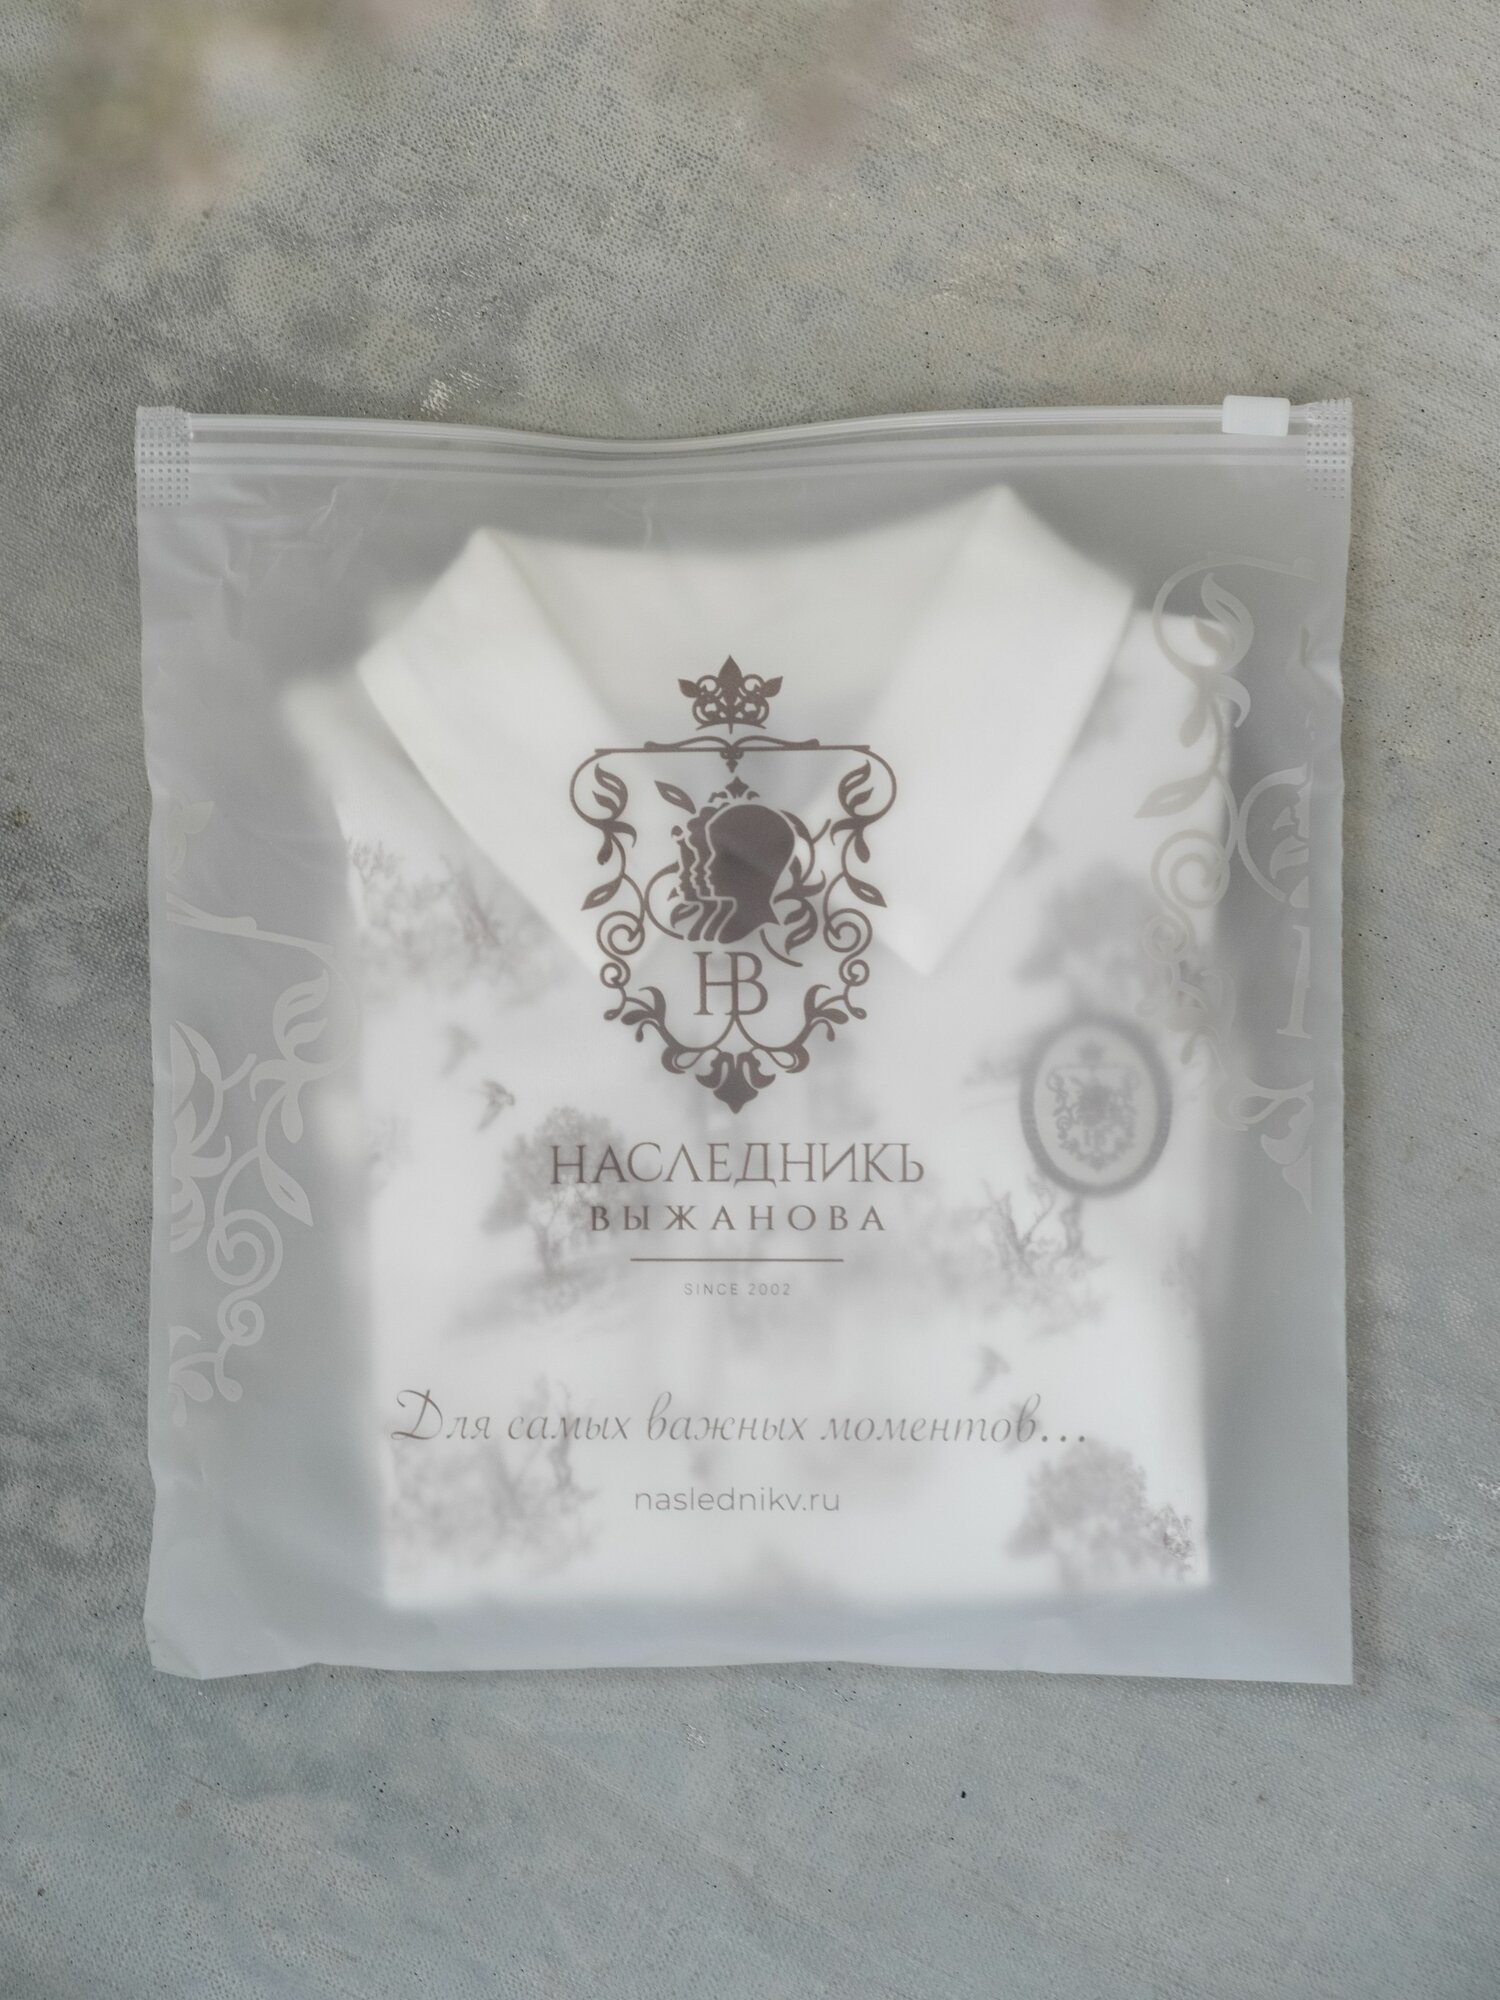 НВ
НАСЛЕДНИКЪ
ВЫЖАНОВА
SINCE 2002
Для самых важных моментов...
naslednikv.ru